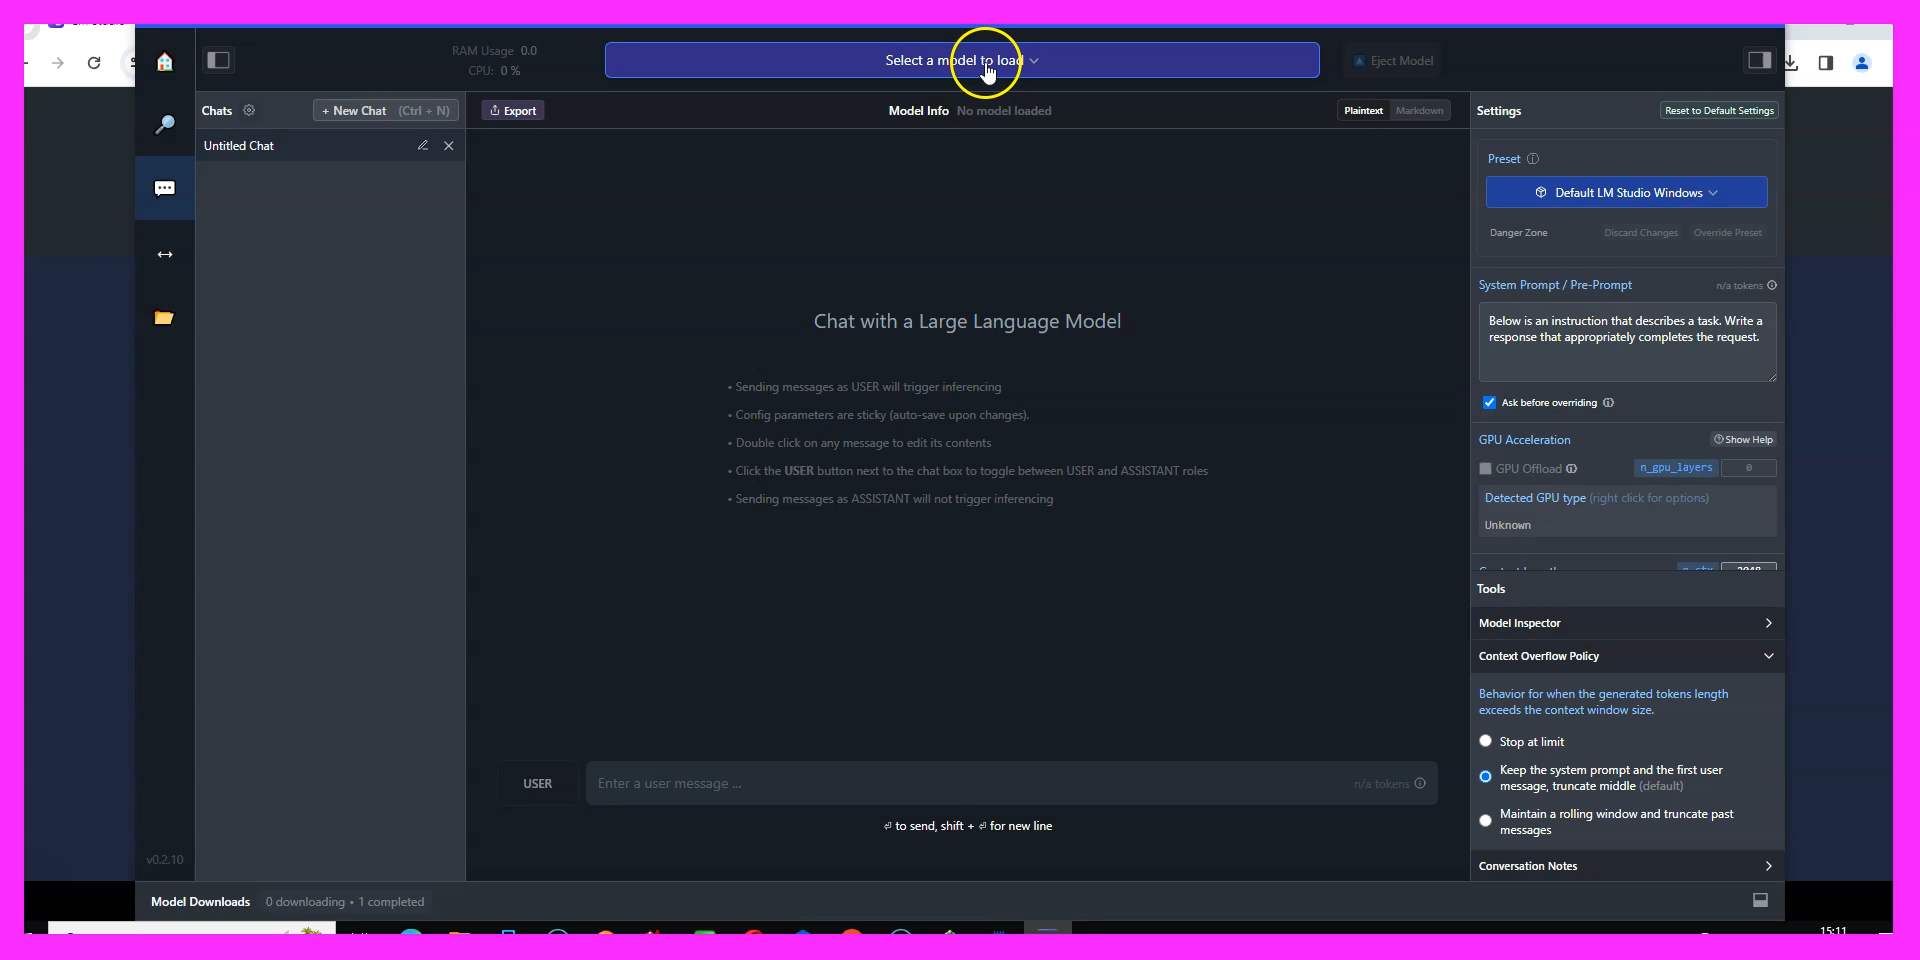 RAM Usage 0.0
CPU: 0 %
Select a model to load
Eject Model
Chats
+ New Chat (Ctrl + N)
Export
Model Info No model loaded
Plaintext Markdown
Settings
Reset to Default Settings
Untitled Chat
Preset
Default LM Studio Windows
Danger Zone Discard Changes Override Preset
System Prompt / Pre-Prompt n/a tokens
Below is an instruction that describes a task. Write a
response that appropriately completes the request.
Ask before overriding
GPU Acceleration Show Help
GPU Offload n_gpu_layers 0
Detected GPU type (right click for options)
Unknown
Chat with a Large Language Model
• Sending messages as USER will trigger inferencing
• Config parameters are sticky (auto-save upon changes).
• Double click on any message to edit its contents
• Click the USER button next to the chat box to toggle between USER and ASSISTANT roles
• Sending messages as ASSISTANT will not trigger inferencing
Tools
Model Inspector
Context Overflow Policy
Behavior for when the generated tokens length
exceeds the context window size.
Stop at limit
Keep the system prompt and the first user
message, truncate middle (default)
Maintain a rolling window and truncate past
messages
Conversation Notes
USER
Enter a user message ...
n/a tokens
⏎ to send, shift + ⏎ for new line
v0.2.10
Model Downloads 0 downloading • 1 completed
15:11